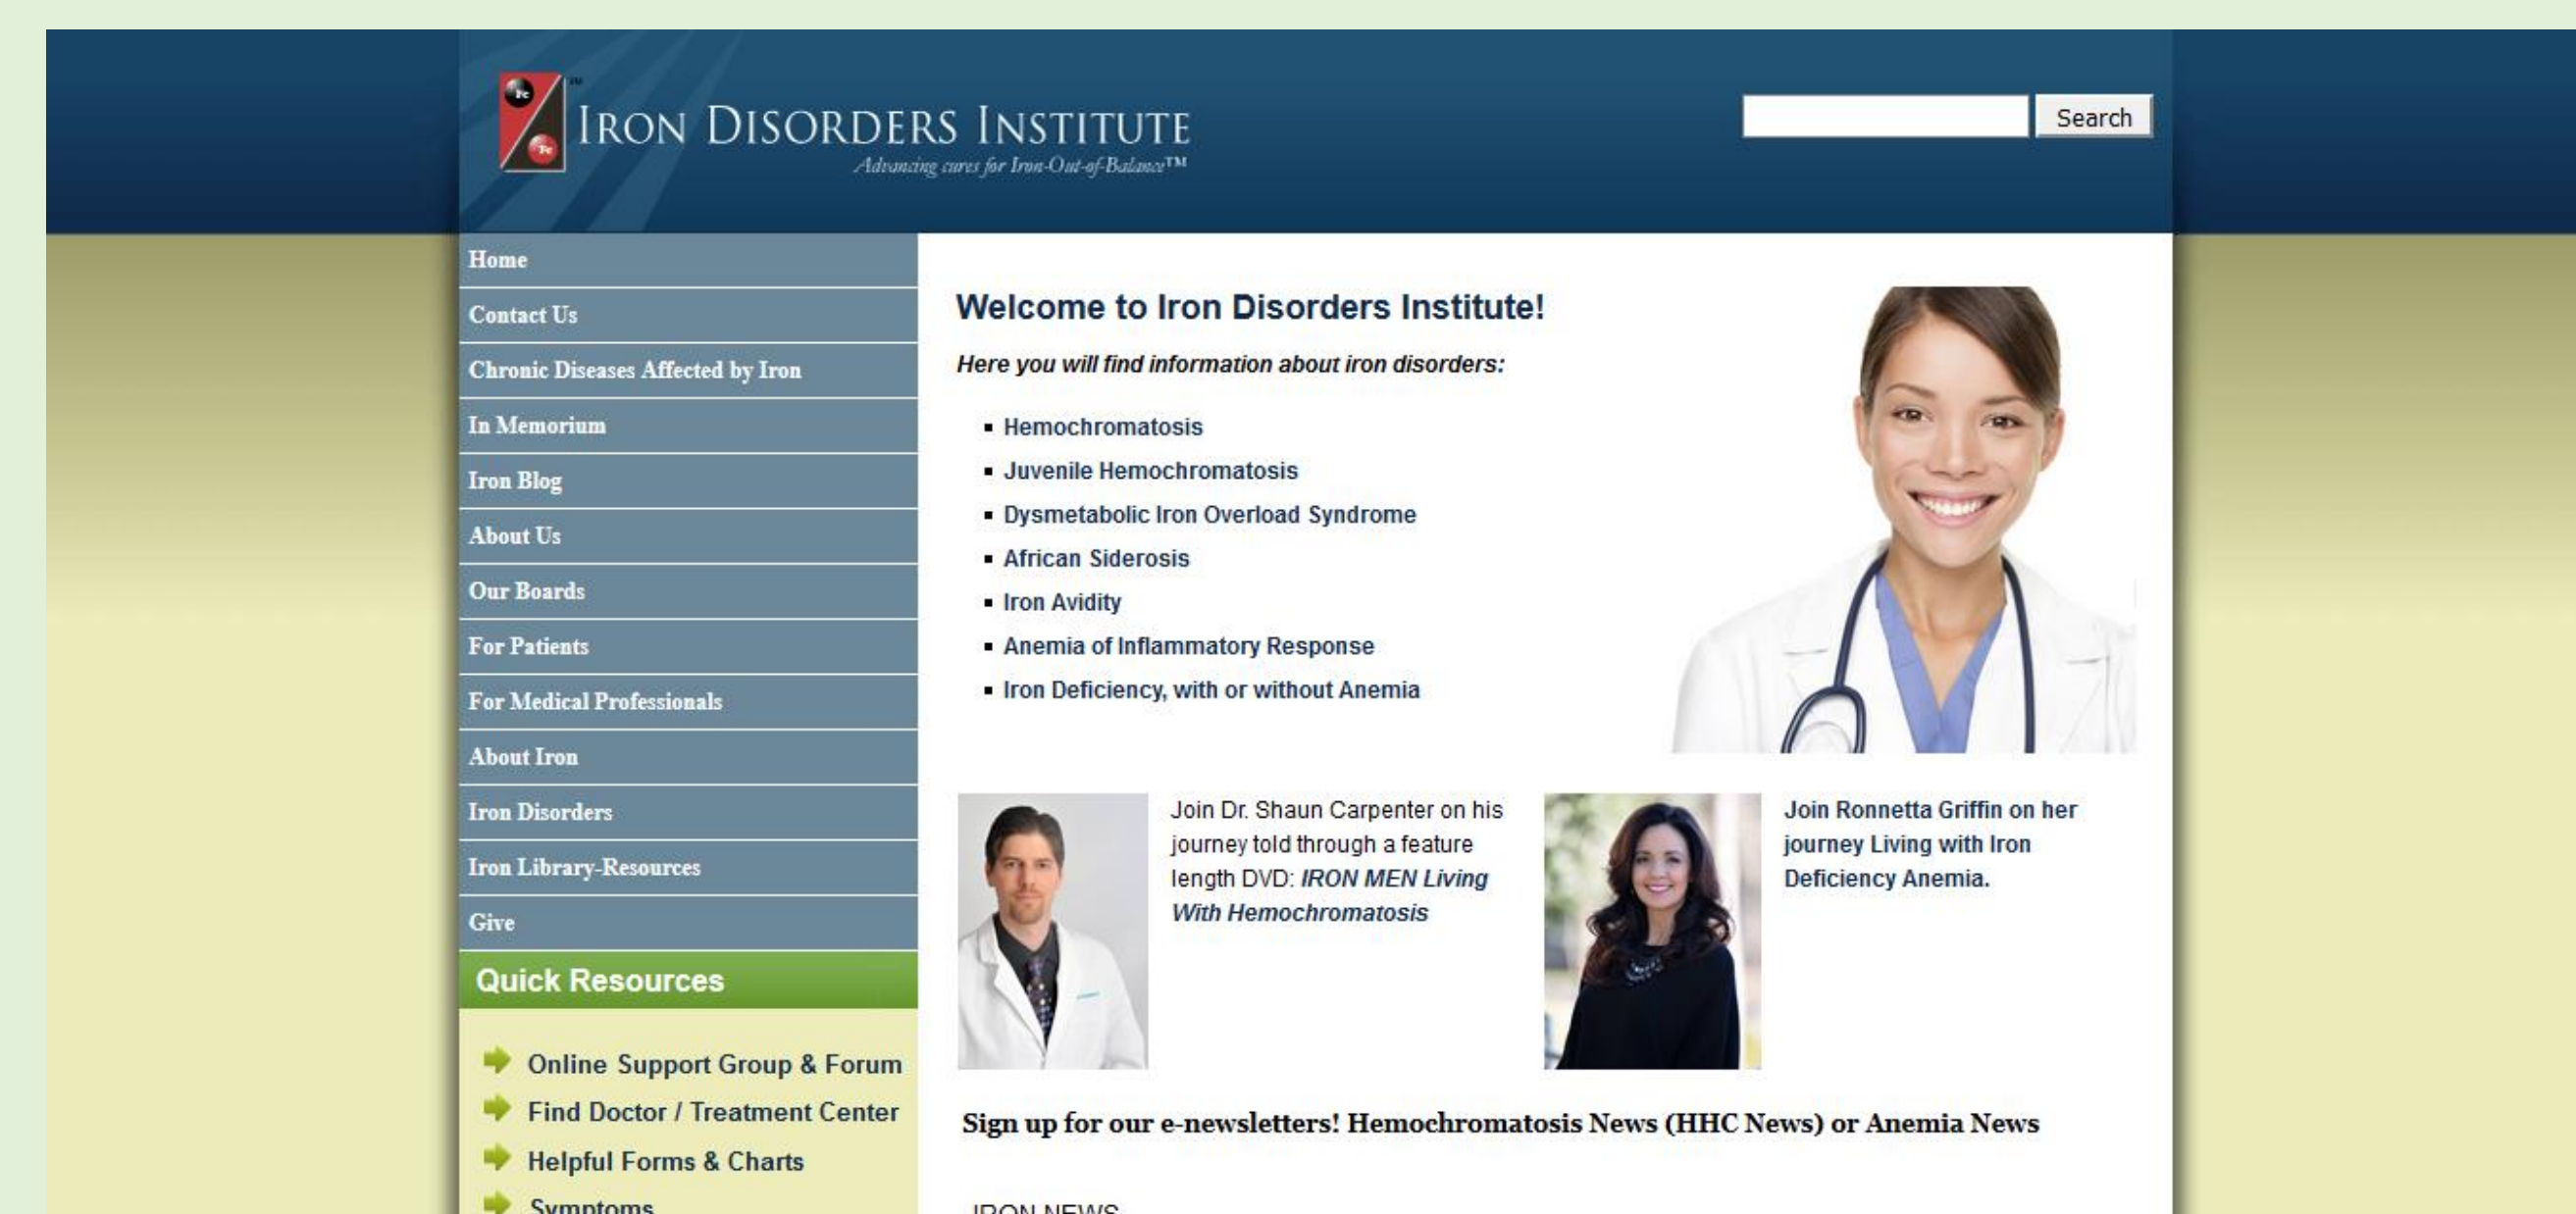 Fe
Fe
™
IRON DISORDERS INSTITUTE
Advancing cures for Iron-Out-of-Balance™
Search
Home
Contact Us
Chronic Diseases Affected by Iron
In Memorium
Iron Blog
About Us
Our Boards
For Patients
For Medical Professionals
About Iron
Iron Disorders
Iron Library-Resources
Give
Quick Resources
Online Support Group & Forum
Find Doctor / Treatment Center
Helpful Forms & Charts
Symptoms
Welcome to Iron Disorders Institute!
Here you will find information about iron disorders:
Hemochromatosis
Juvenile Hemochromatosis
Dysmetabolic Iron Overload Syndrome
African Siderosis
Iron Avidity
Anemia of Inflammatory Response
Iron Deficiency, with or without Anemia
Join Dr. Shaun Carpenter on his
journey told through a feature
length DVD: IRON MEN Living
With Hemochromatosis
Join Ronnetta Griffin on her
journey Living with Iron
Deficiency Anemia.
Sign up for our e-newsletters! Hemochromatosis News (HHC News) or Anemia News
IRON NEWS